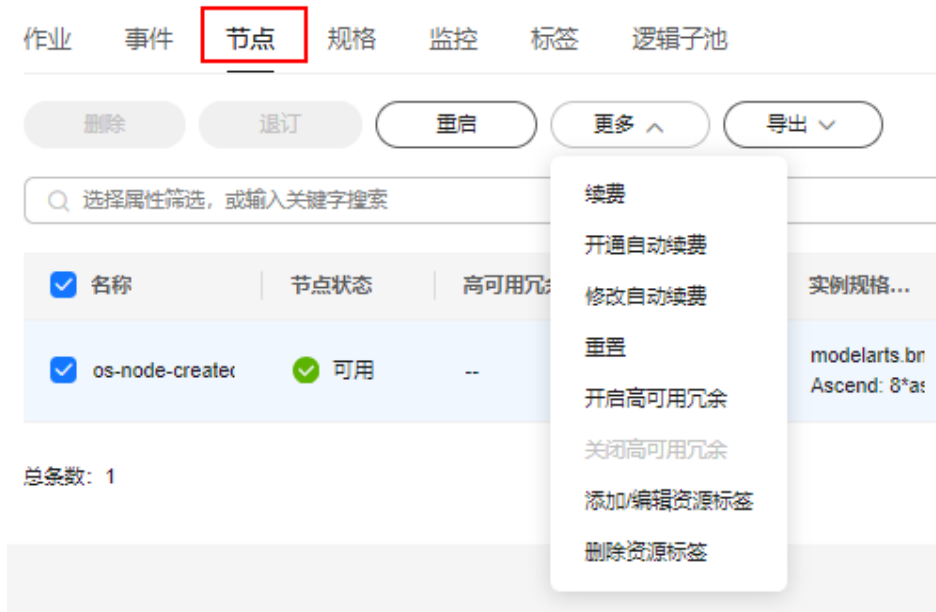 作业 事件 节点 规格 监控 标签 逻辑子池
删除 退订 重启 更多 导出
选择属性筛选，或输入关键字搜索
续费
开通自动续费
修改自动续费
重置
开启高可用冗余
关闭高可用冗余
添加/编辑资源标签
删除资源标签
名称 节点状态 高可用冗 实例规格...
os-node-created 可用 -- modelarts.bm
Ascend: 8*as
总条数：1